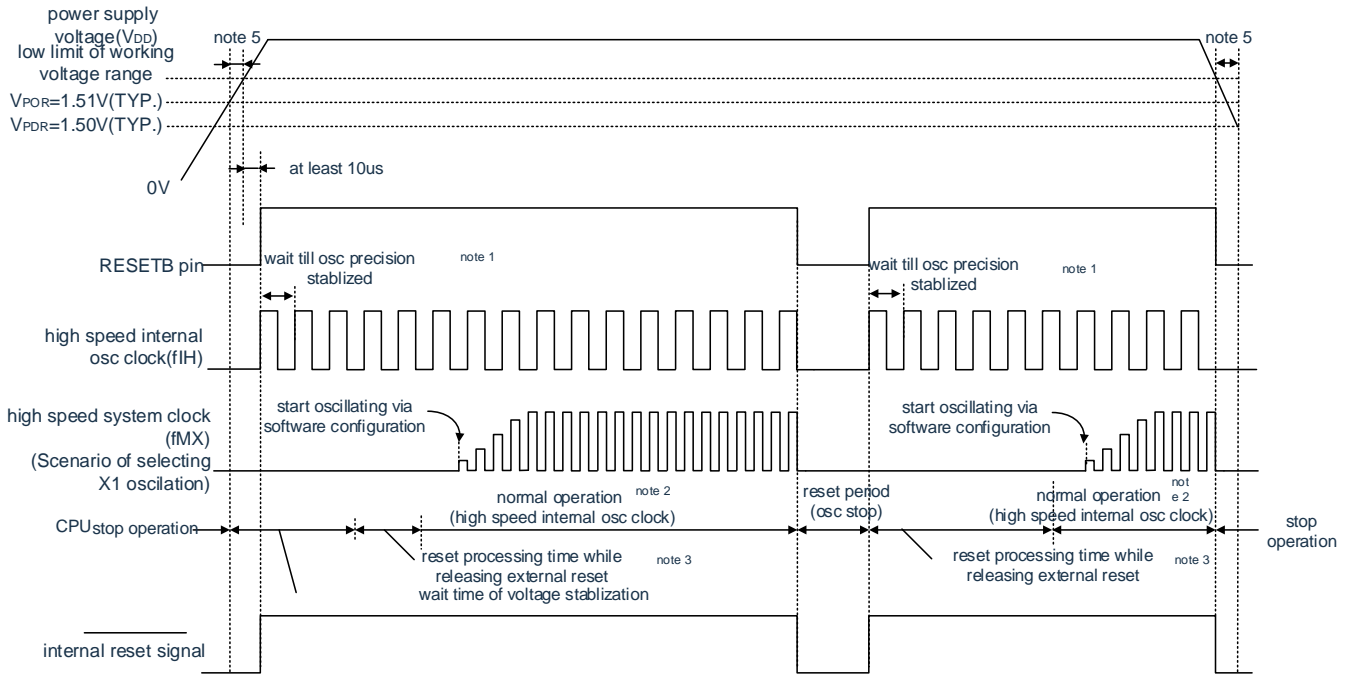 power supply
voltage(VDD)
note 5
note 5
low limit of working
voltage range
VPOR=1.51V(TYP.)
VPDR=1.50V(TYP.)
at least 10us
0V
RESETB pin
wait till osc precision
stablized
note 1
wait till osc precision
stablized
note 1
high speed internal
osc clock(fIH)
high speed system clock
(fMX)
(Scenario of selecting
X1 oscilation)
start oscillating via
software configuration
start oscillating via
software configuration
CPU
stop operation
normal operation note 2
(high speed internal osc clock)
reset period
(osc stop)
normal operation
not
e 2
(high speed internal osc clock)
stop
operation
reset processing time while
releasing external reset
note 3
wait time of voltage stablization
reset processing time while
releasing external reset
note 3
internal reset signal